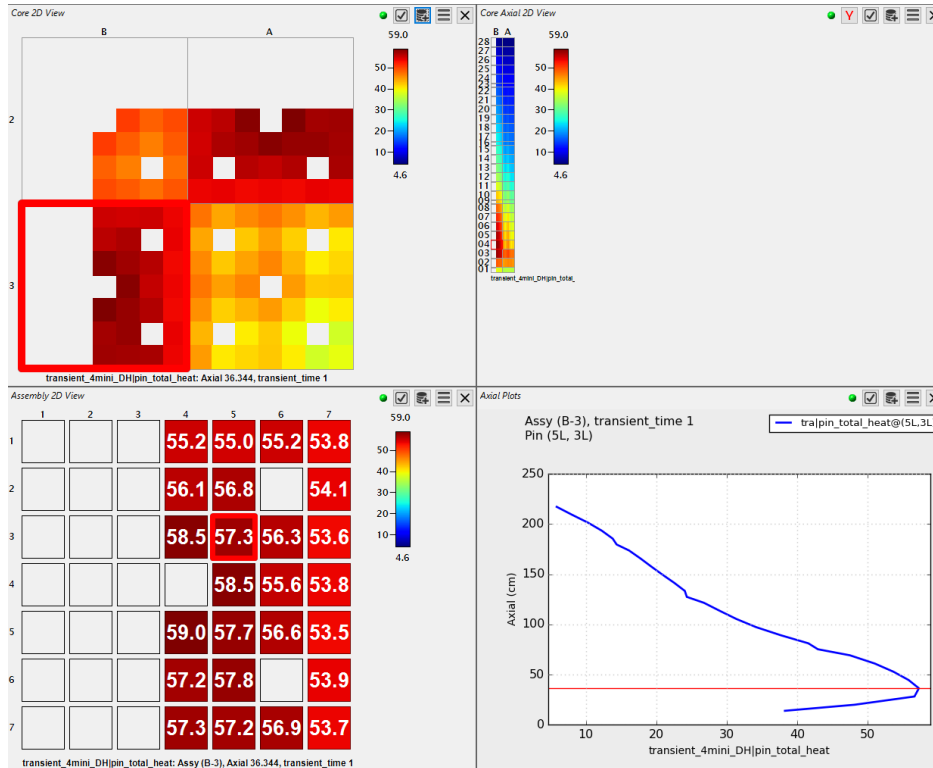 Core 2D View
B A
2
3
59.0
50
40
30
20
10
4.6
transient_4mini_DH|pin_total_heat: Axial 36.344, transient_time 1
Core Axial 2D View
Y
B A
28
27
26
25
24
23
22
21
20
19
18
17
16
15
14
13
12
11
10
09
08
07
06
05
04
03
02
01
59.0
50
40
30
20
10
4.6
transient_4mini_DH|pin_total_
Assembly 2D View
1 2 3 4 5 6 7
1 55.2 55.0 55.2 53.8
2 56.1 56.8 54.1
3 58.5 57.3 56.3 53.6
4 58.5 55.6 53.8
5 59.0 57.7 56.6 53.5
6 57.2 57.8 53.9
7 57.3 57.2 56.9 53.7
59.0
50
40
30
20
10
4.6
transient_4mini_DH|pin_total_heat: Assy (B-3), Axial 36.344, transient_time 1
Axial Plots
Assy (B-3), transient_time 1
Pin (5L, 3L)
tra|pin_total_heat@(5L,3L
Axial (cm)
250
200
150
100
50
0
10 20 30 40 50
transient_4mini_DH|pin_total_heat